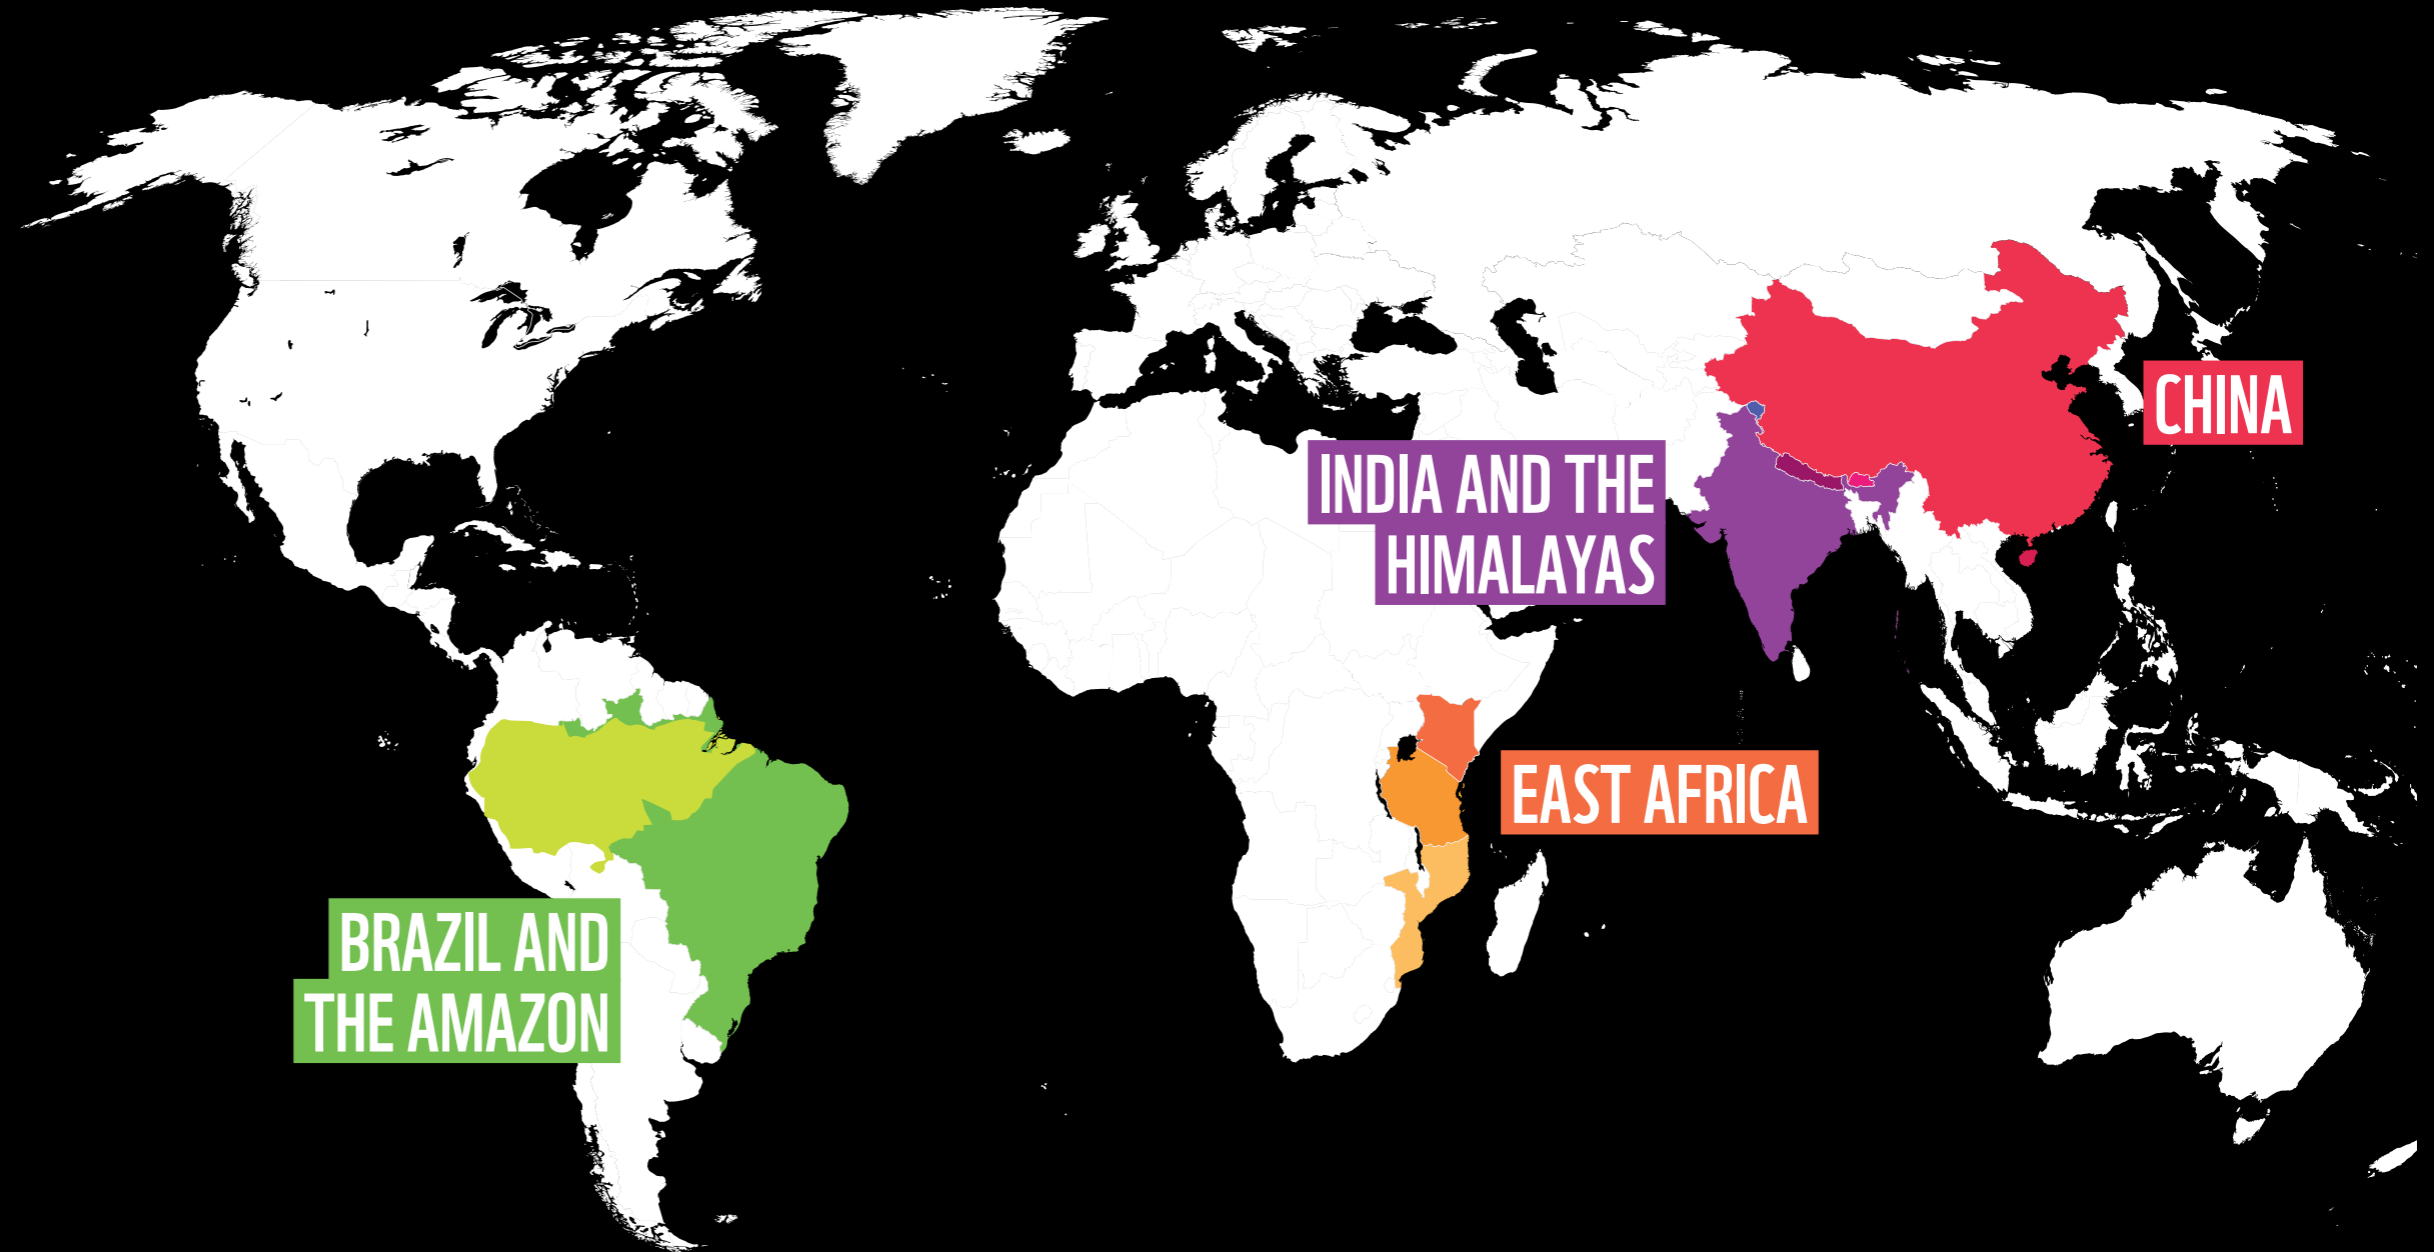 CHINA
INDIA AND THE
HIMALAYAS
EAST AFRICA
BRAZIL AND
THE AMAZON